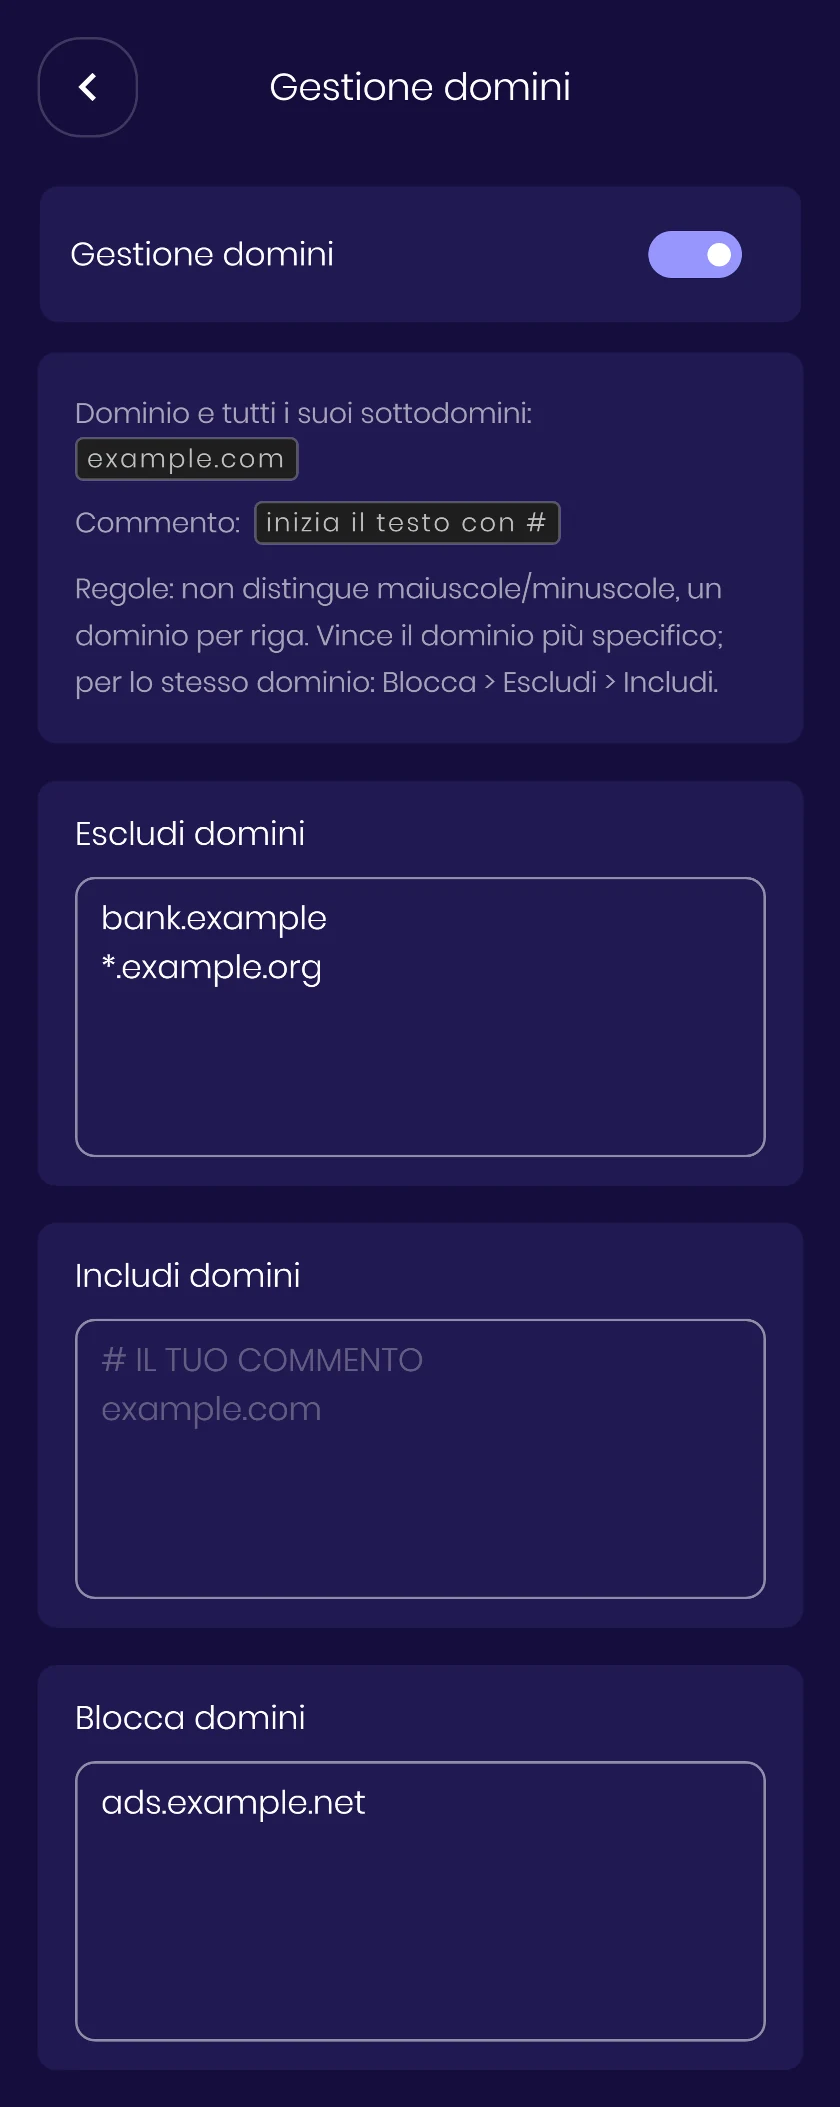 Gestione domini
Gestione domini
Dominio e tutti i suoi sottodomini:
example.com
Commento: inizia il testo con #
Regole: non distingue maiuscole/minuscole, un
dominio per riga. Vince il dominio più specifico;
per lo stesso dominio: Blocca > Escludi > Includi.
Escludi domini
bank.example
*.example.org
Includi domini
# IL TUO COMMENTO
example.com
Blocca domini
ads.example.net